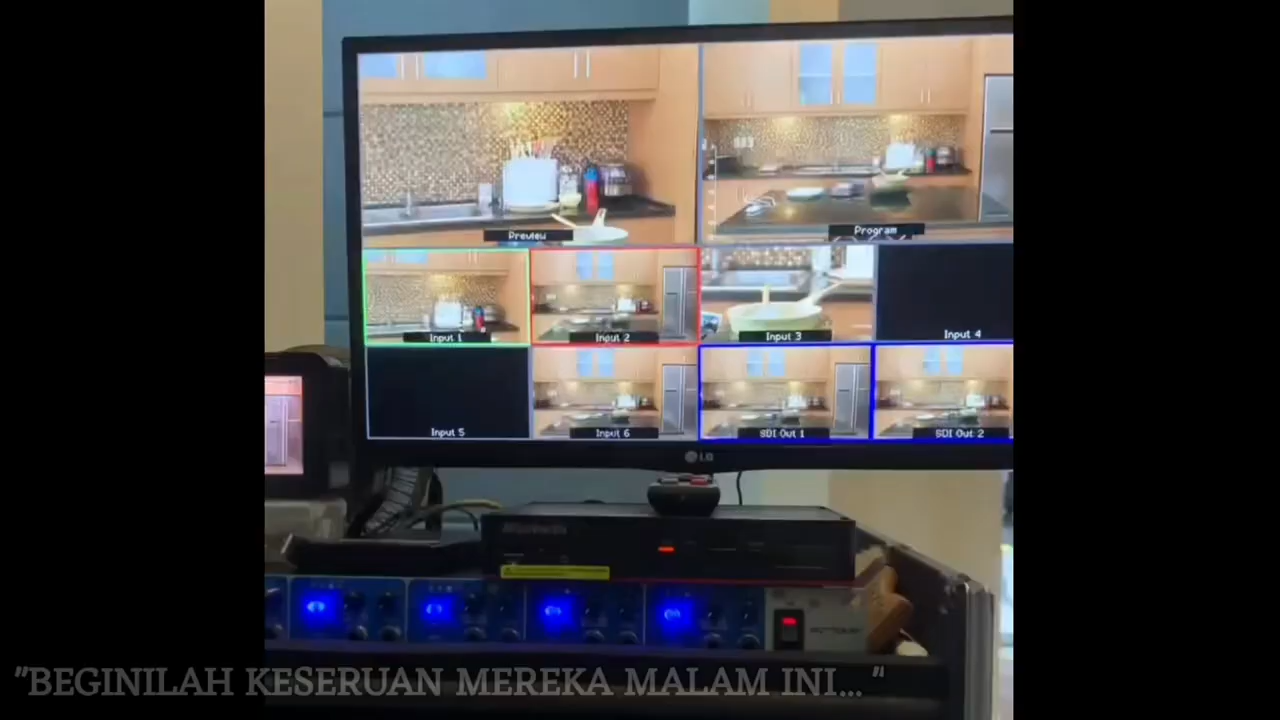 Preview
Program
Input 1
Input 2
Input 3
Input 4
Input 5
Input 6
SDI Out 1
SDI Out 2
LG
"BEGINILAH KESERUAN MEREKA MALAM INI... "